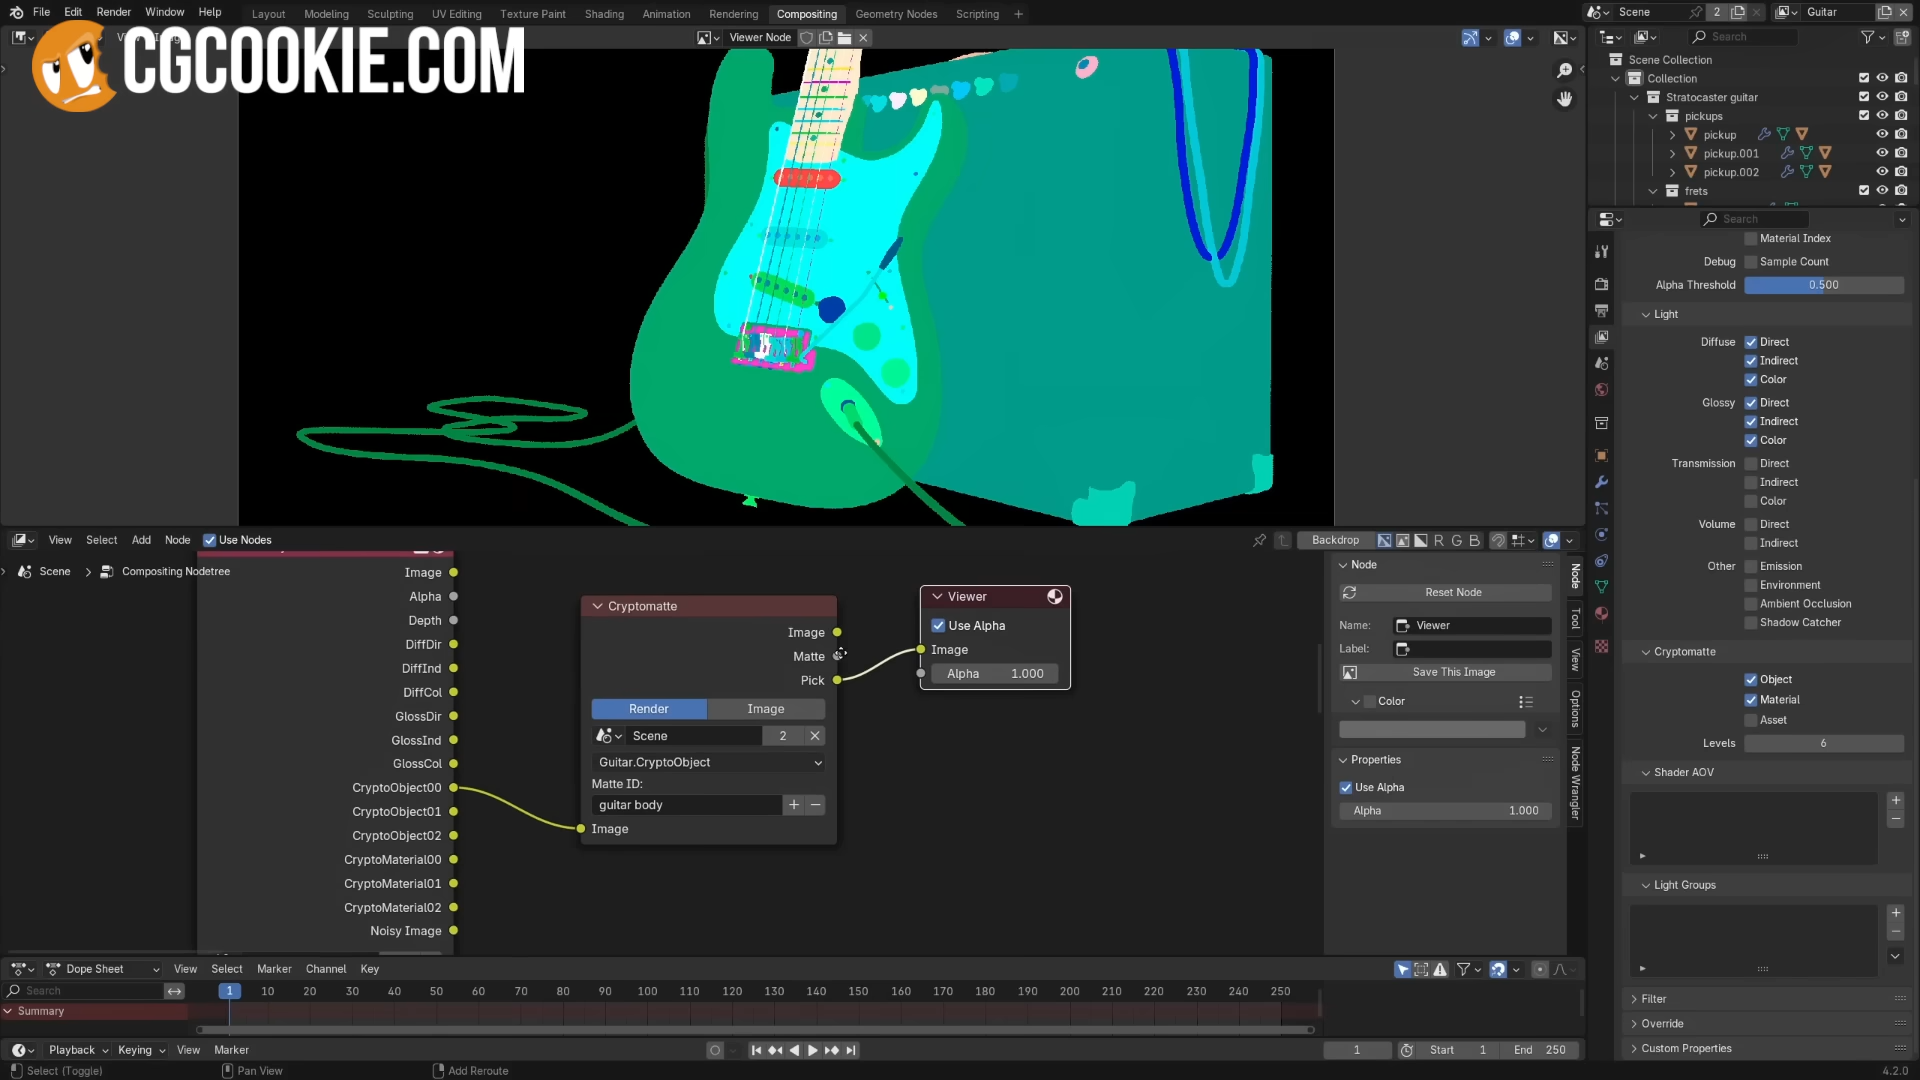 File Edit Render Window Help Layout Modeling Sculpting UV Editing Texture Paint Shading Animation Rendering Compositing Geometry Nodes Scripting + Scene 2 Guitar
CGCOOKIE.COM
Viewer Node
Search
Scene Collection
Collection
Stratocaster guitar
pickups
pickup
pickup.001
pickup.002
frets
Search
Material Index
Debug Sample Count
Alpha Threshold 0.500
Light
Diffuse Direct
Indirect
Color
Glossy Direct
Indirect
Color
Transmission Direct
Indirect
Color
Volume Direct
Indirect
Other Emission
Environment
Ambient Occlusion
Shadow Catcher
Cryptomatte
Object
Material
Asset
Levels 6
Shader AOV
Light Groups
Filter
Override
Custom Properties
View Select Add Node Use Nodes Backdrop R G B
Scene > Compositing Nodetree
Image
Alpha
Depth
DiffDir
DiffInd
DiffCol
GlossDir
GlossInd
GlossCol
CryptoObject00
CryptoObject01
CryptoObject02
CryptoMaterial00
CryptoMaterial01
CryptoMaterial02
Noisy Image
Cryptomatte
Image
Matte
Pick
Render Image
Scene 2
Guitar.CryptoObject
Matte ID:
guitar body
Image
Viewer
Use Alpha
Image
Alpha 1.000
Node
Reset Node
Name: Viewer
Label:
Save This Image
Color
Properties
Use Alpha
Alpha 1.000
Node
Tool
View
Options
Node Wrangler
Dope Sheet View Select Marker Channel Key
Search 1 10 20 30 40 50 60 70 80 90 100 110 120 130 140 150 160 170 180 190 200 210 220 230 240 250
Summary
Playback Keying View Marker 1 Start 1 End 250
Select (Toggle) Pan View Add Reroute 4.2.0